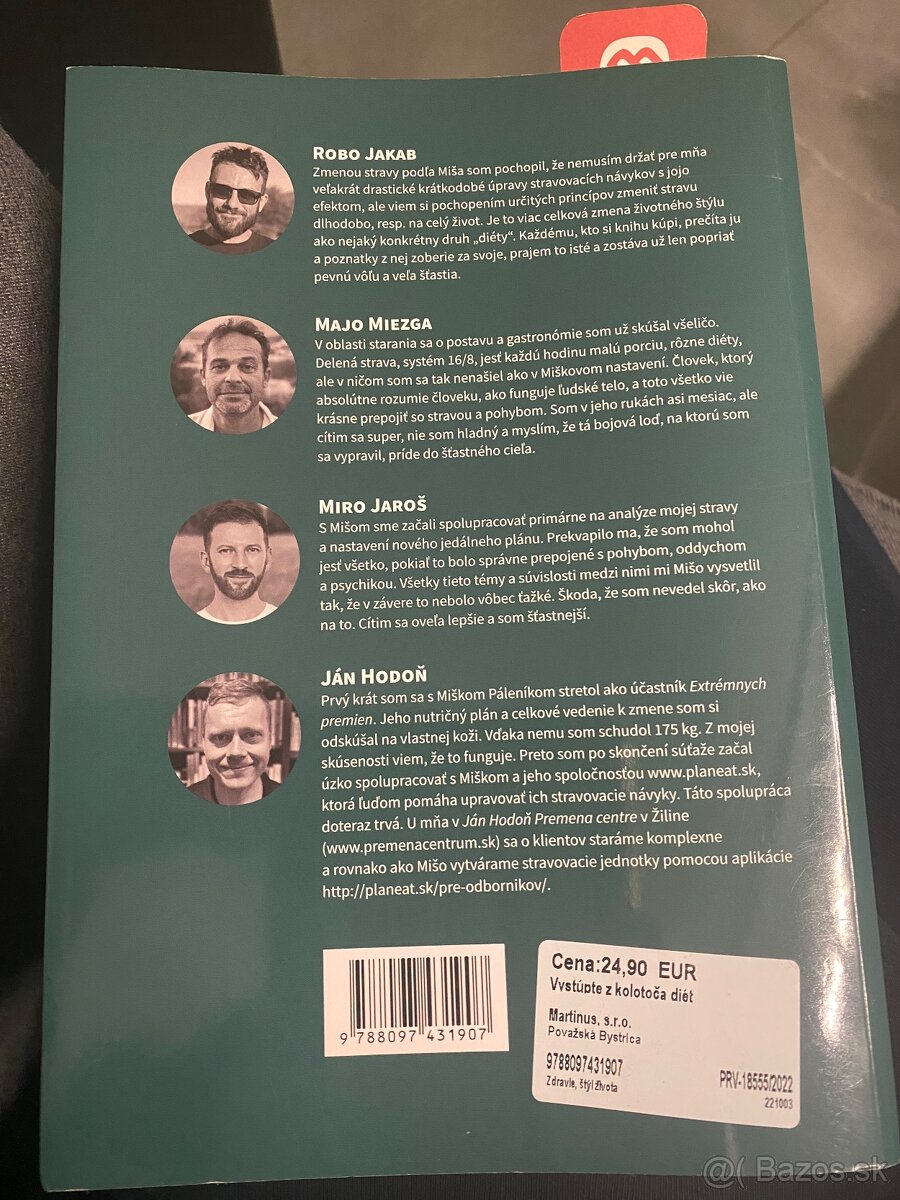 ROBO JAKAB
Zmenou stravy podľa Miša som pochopil, že nemusím držať pre mňa
veľakrát drastické krátkodobé úpravy stravovacích návykov s jojo
efektom, ale viem si pochopením určitých princípov zmeniť stravu
dlhodobo, resp. na celý život. Je to viac celková zmena životného štýlu
ako nejaký konkrétny druh „diéty“. Každému, kto si knihu kúpi, prečíta ju
a poznatky z nej zoberie za svoje, prajem to isté a zostáva už len popriať
pevnú vôľu a veľa šťastia.
MAJO MIEZGA
V oblasti starania sa o postavu a gastronómie som už skúšal všeličo.
Delená strava, systém 16/8, jesť každú hodinu malú porciu, rôzne diéty,
ale v ničom som sa tak nenašiel ako v Miškovom nastavení. Človek, ktorý
absolútne rozumie človeku, ako funguje ľudské telo, a toto všetko vie
krásne prepojiť so stravou a pohybom. Som v jeho rukách asi mesiac, ale
cítim sa super, nie som hladný a myslím, že tá bojová loď, na ktorú som
sa vypravil, príde do šťastného cieľa.
MIRO JAROŠ
S Mišom sme začali spolupracovať primárne na analýze mojej stravy
a nastavení nového jedálneho plánu. Prekvapilo ma, že som mohol
jesť všetko, pokiaľ to bolo správne prepojené s pohybom, oddychom
a psychikou. Všetky tieto témy a súvislosti medzi nimi mi Mišo vysvetlil
tak, že v závere to nebolo vôbec ťažké. Škoda, že som nevedel skôr, ako
na to. Cítim sa oveľa lepšie a som šťastnejší.
JÁN HODOŇ
Prvý krát som sa s Miškom Páleníkom stretol ako účastník Extrémnych
premien. Jeho nutričný plán a celkové vedenie k zmene som si
odskúšal na vlastnej koži. Vďaka nemu som schudol 175 kg. Z mojej
skúsenosti viem, že to funguje. Preto som po skončení súťaže začal
úzko spolupracovať s Miškom a jeho spoločnosťou www.planeat.sk,
ktorá ľuďom pomáha upravovať ich stravovacie návyky. Táto spolupráca
doteraz trvá. U mňa v Ján Hodoň Premena centre v Žiline
(www.premenacentrum.sk) sa o klientov staráme komplexne
a rovnako ako Mišo vytvárame stravovacie jednotky pomocou aplikácie
http://planeat.sk/pre-odbornikov/.
9 788097 431907
Cena:24,90 EUR
Vystúpte z kolotoča diét
Martinus, s.r.o.
Považská Bystrica
9788097431907
Zdravie, štýl života
PRV-18555/2022
221003
@( Bazos.sk